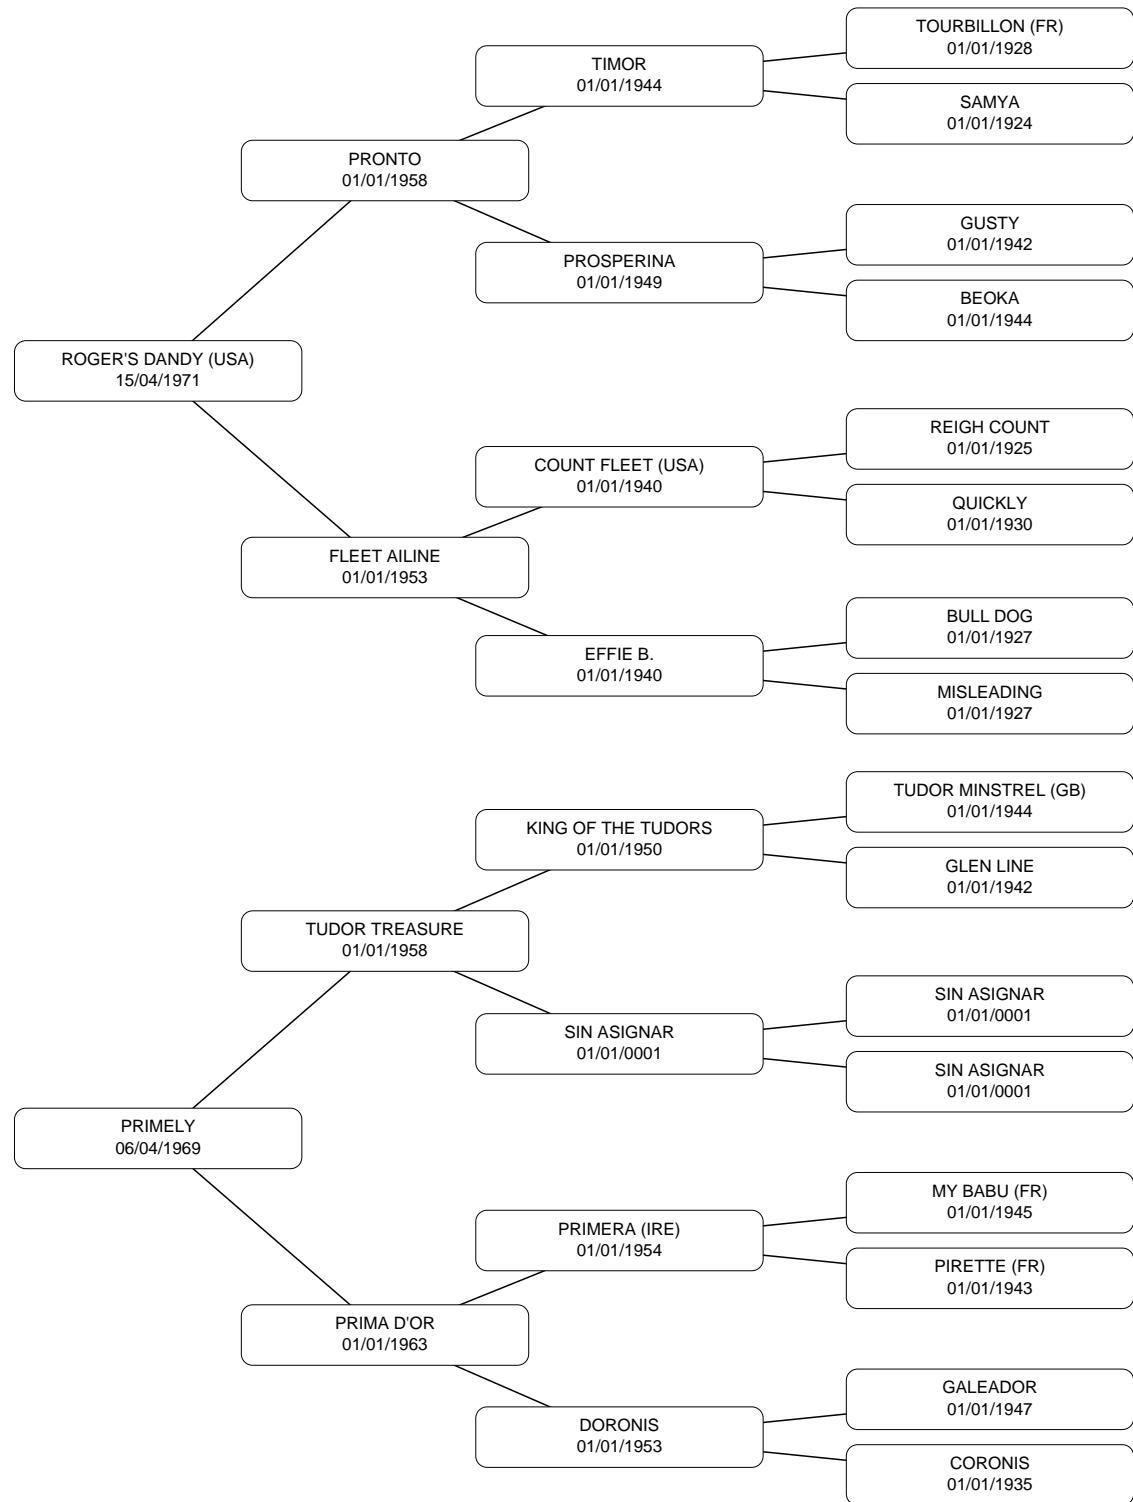 TOURBILLON (FR)
01/01/1928
TIMOR
01/01/1944
SAMYA
01/01/1924
PRONTO
01/01/1958
GUSTY
01/01/1942
PROSPERINA
01/01/1949
BEOKA
01/01/1944
ROGER'S DANDY (USA)
15/04/1971
REIGH COUNT
01/01/1925
COUNT FLEET (USA)
01/01/1940
QUICKLY
01/01/1930
FLEET AILINE
01/01/1953
BULL DOG
01/01/1927
EFFIE B.
01/01/1940
MISLEADING
01/01/1927
TUDOR MINSTREL (GB)
01/01/1944
KING OF THE TUDORS
01/01/1950
GLEN LINE
01/01/1942
TUDOR TREASURE
01/01/1958
SIN ASIGNAR
01/01/0001
SIN ASIGNAR
01/01/0001
SIN ASIGNAR
01/01/0001
PRIMELY
06/04/1969
MY BABU (FR)
01/01/1945
PRIMERA (IRE)
01/01/1954
PIRETTE (FR)
01/01/1943
PRIMA D'OR
01/01/1963
GALEADOR
01/01/1947
DORONIS
01/01/1953
CORONIS
01/01/1935